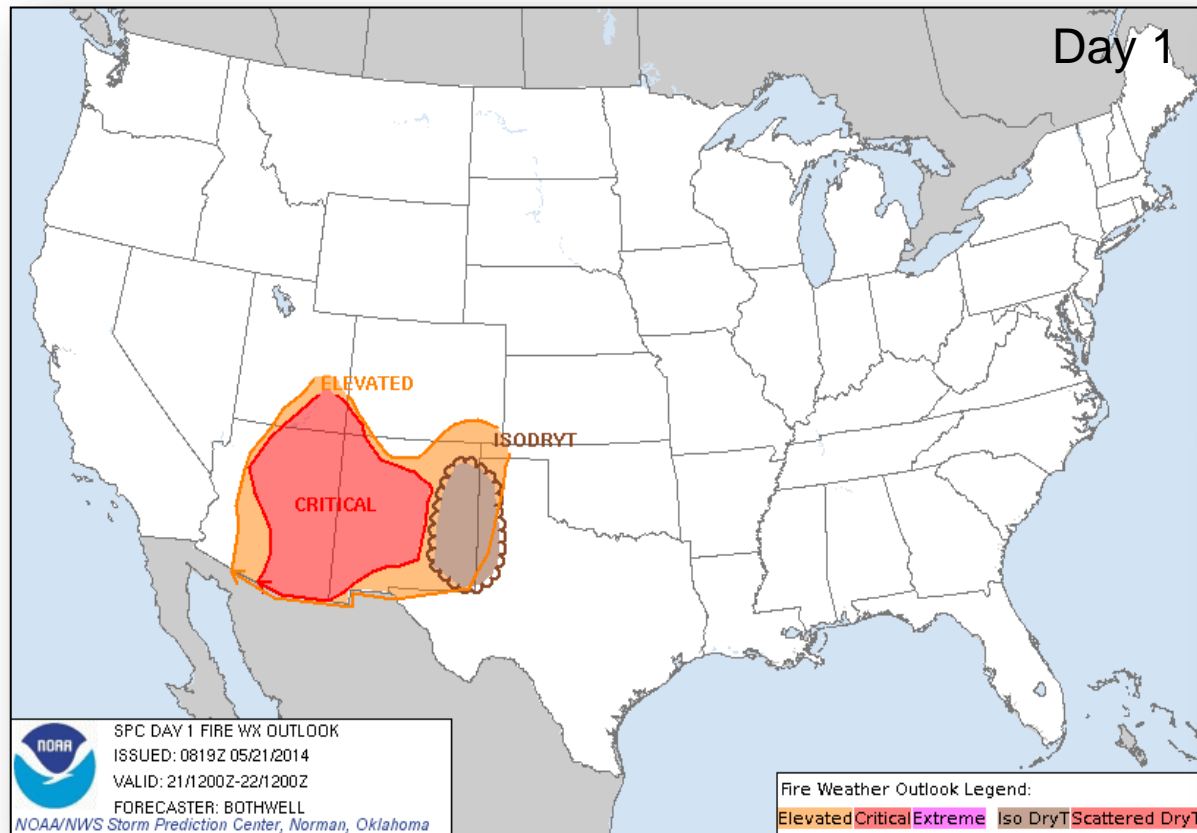 Day 1
ELEVATED
ISODRYT
CRITICAL
NOAA
SPC DAY 1 FIRE WX OUTLOOK
ISSUED: 0819Z 05/21/2014
VALID: 21/1200Z-22/1200Z
FORECASTER: BOTHWELL
NOAA/NWS Storm Prediction Center, Norman, Oklahoma
Fire Weather Outlook Legend:
Elevated Critical Extreme Iso DryT Scattered DryT